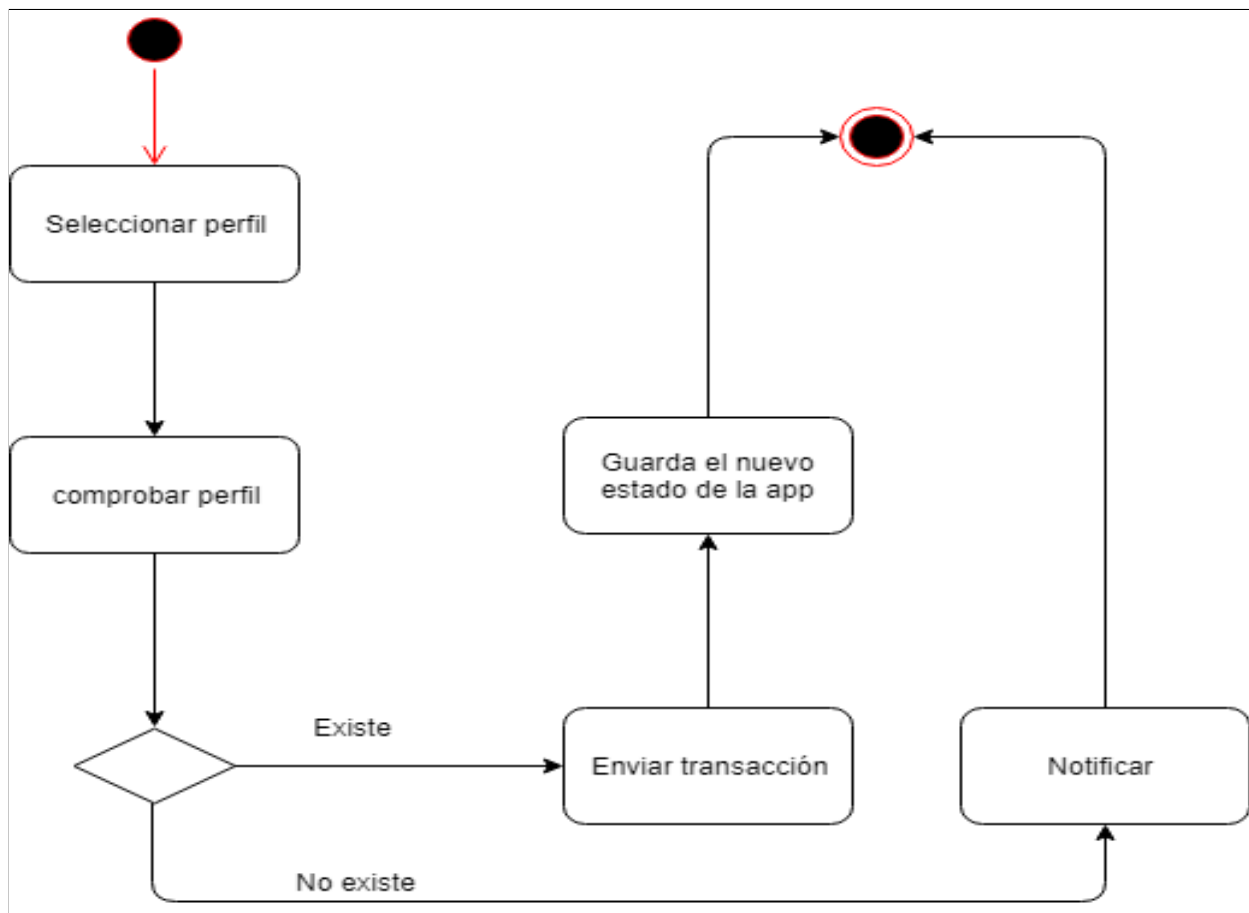 Seleccionar perfil
comprobar perfil
Existe
No existe
Enviar transacción
Guarda el nuevo
estado de la app
Notificar